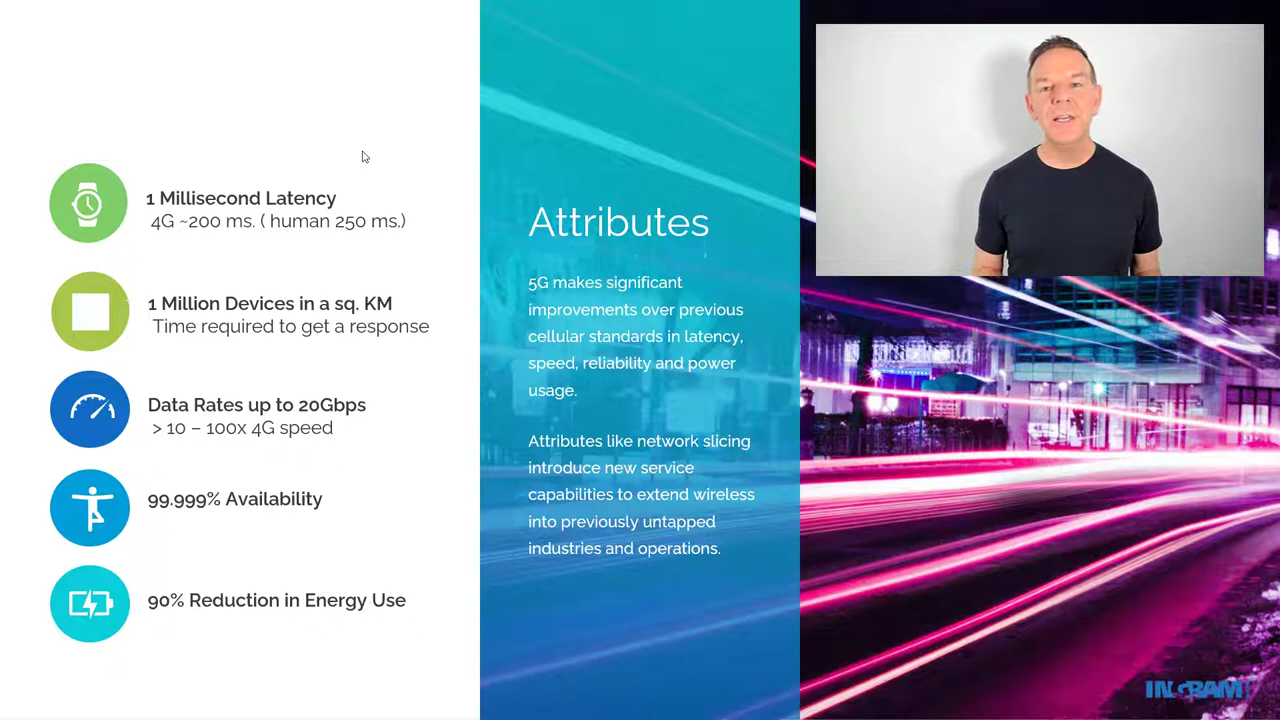 1 Millisecond Latency
4G ~200 ms. ( human 250 ms.)
1 Million Devices in a sq. KM
Time required to get a response
Data Rates up to 20Gbps
> 10 – 100x 4G speed
99.999% Availability
90% Reduction in Energy Use
Attributes
5G makes significant
improvements over previous
cellular standards in latency,
speed, reliability and power
usage.
Attributes like network slicing
introduce new service
capabilities to extend wireless
into previously untapped
industries and operations.
INGRAM